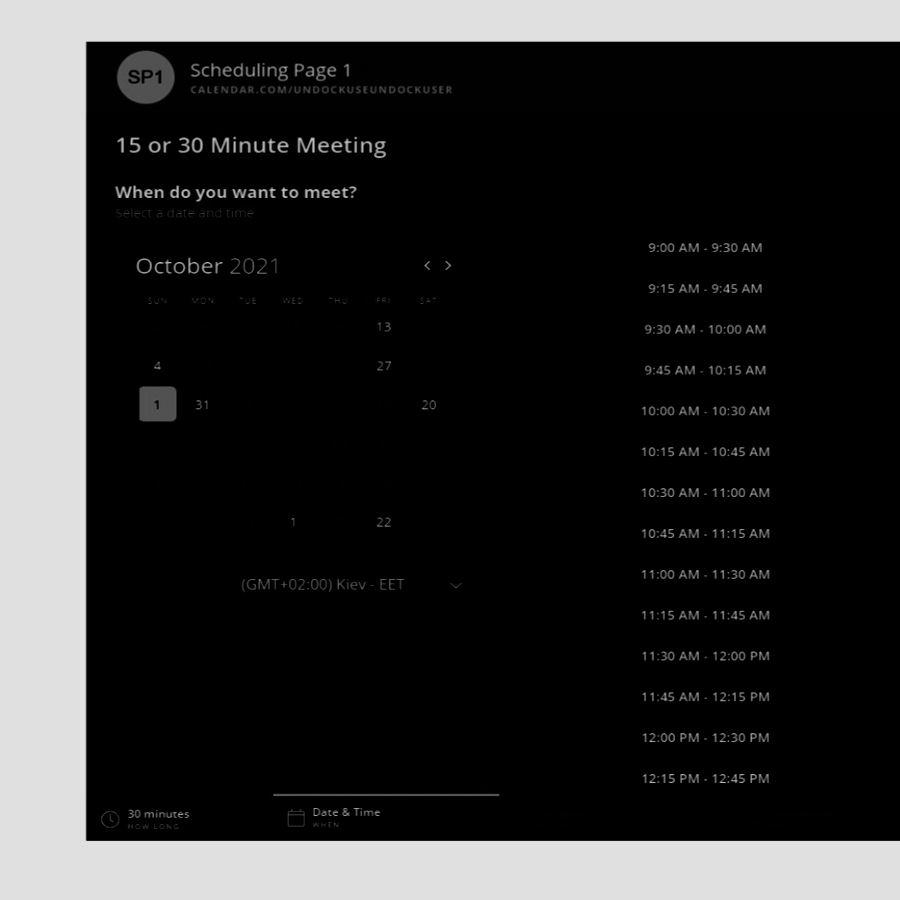 SP1
Scheduling Page 1
CALENDAR.COM/UNDOCKUSEUNDOCKUSER
15 or 30 Minute Meeting
When do you want to meet?
Select a date and time
October 2021
SUN MON TUE WED THU FRI SAT
13
4 27
1 31 20
1 22
(GMT+02:00) Kiev - EET
9:00 AM - 9:30 AM
9:15 AM - 9:45 AM
9:30 AM - 10:00 AM
9:45 AM - 10:15 AM
10:00 AM - 10:30 AM
10:15 AM - 10:45 AM
10:30 AM - 11:00 AM
10:45 AM - 11:15 AM
11:00 AM - 11:30 AM
11:15 AM - 11:45 AM
11:30 AM - 12:00 PM
11:45 AM - 12:15 PM
12:00 PM - 12:30 PM
12:15 PM - 12:45 PM
30 minutes
HOW LONG
Date & Time
WHEN